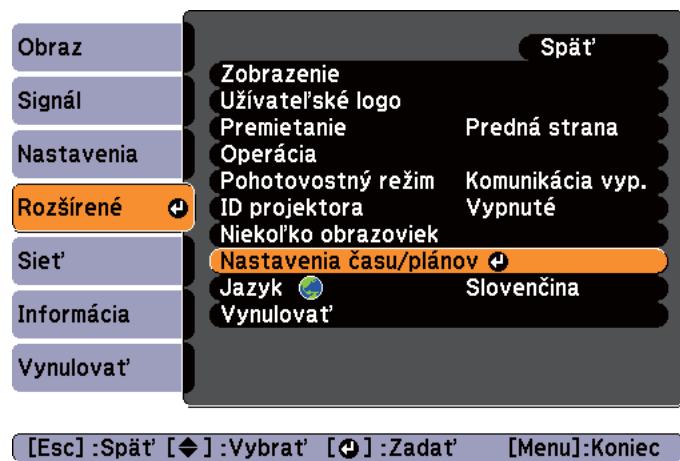 Obraz
Signál
Nastavenia
Rozšírené
Sieť
Informácia
Vynulovať
Späť
Zobrazenie
Užívateľské logo
Premietanie Predná strana
Operácia
Pohotovostný režim Komunikácia vyp.
ID projektora Vypnuté
Niekoľko obrazoviek
Nastavenia času/plánov
Jazyk Slovenčina
Vynulovať
[Esc] :Späť [ ] :Vybrať [ ] :Zadať [Menu]:Koniec